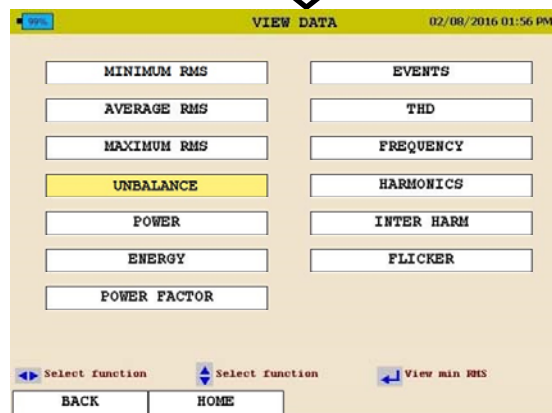 99% VIEW DATA 02/08/2016 01:56 PM
MINIMUM RMS EVENTS
AVERAGE RMS THD
MAXIMUM RMS FREQUENCY
UNBALANCE HARMONICS
POWER INTER HARM
ENERGY FLICKER
POWER FACTOR
Select function Select function View min RMS
BACK HOME